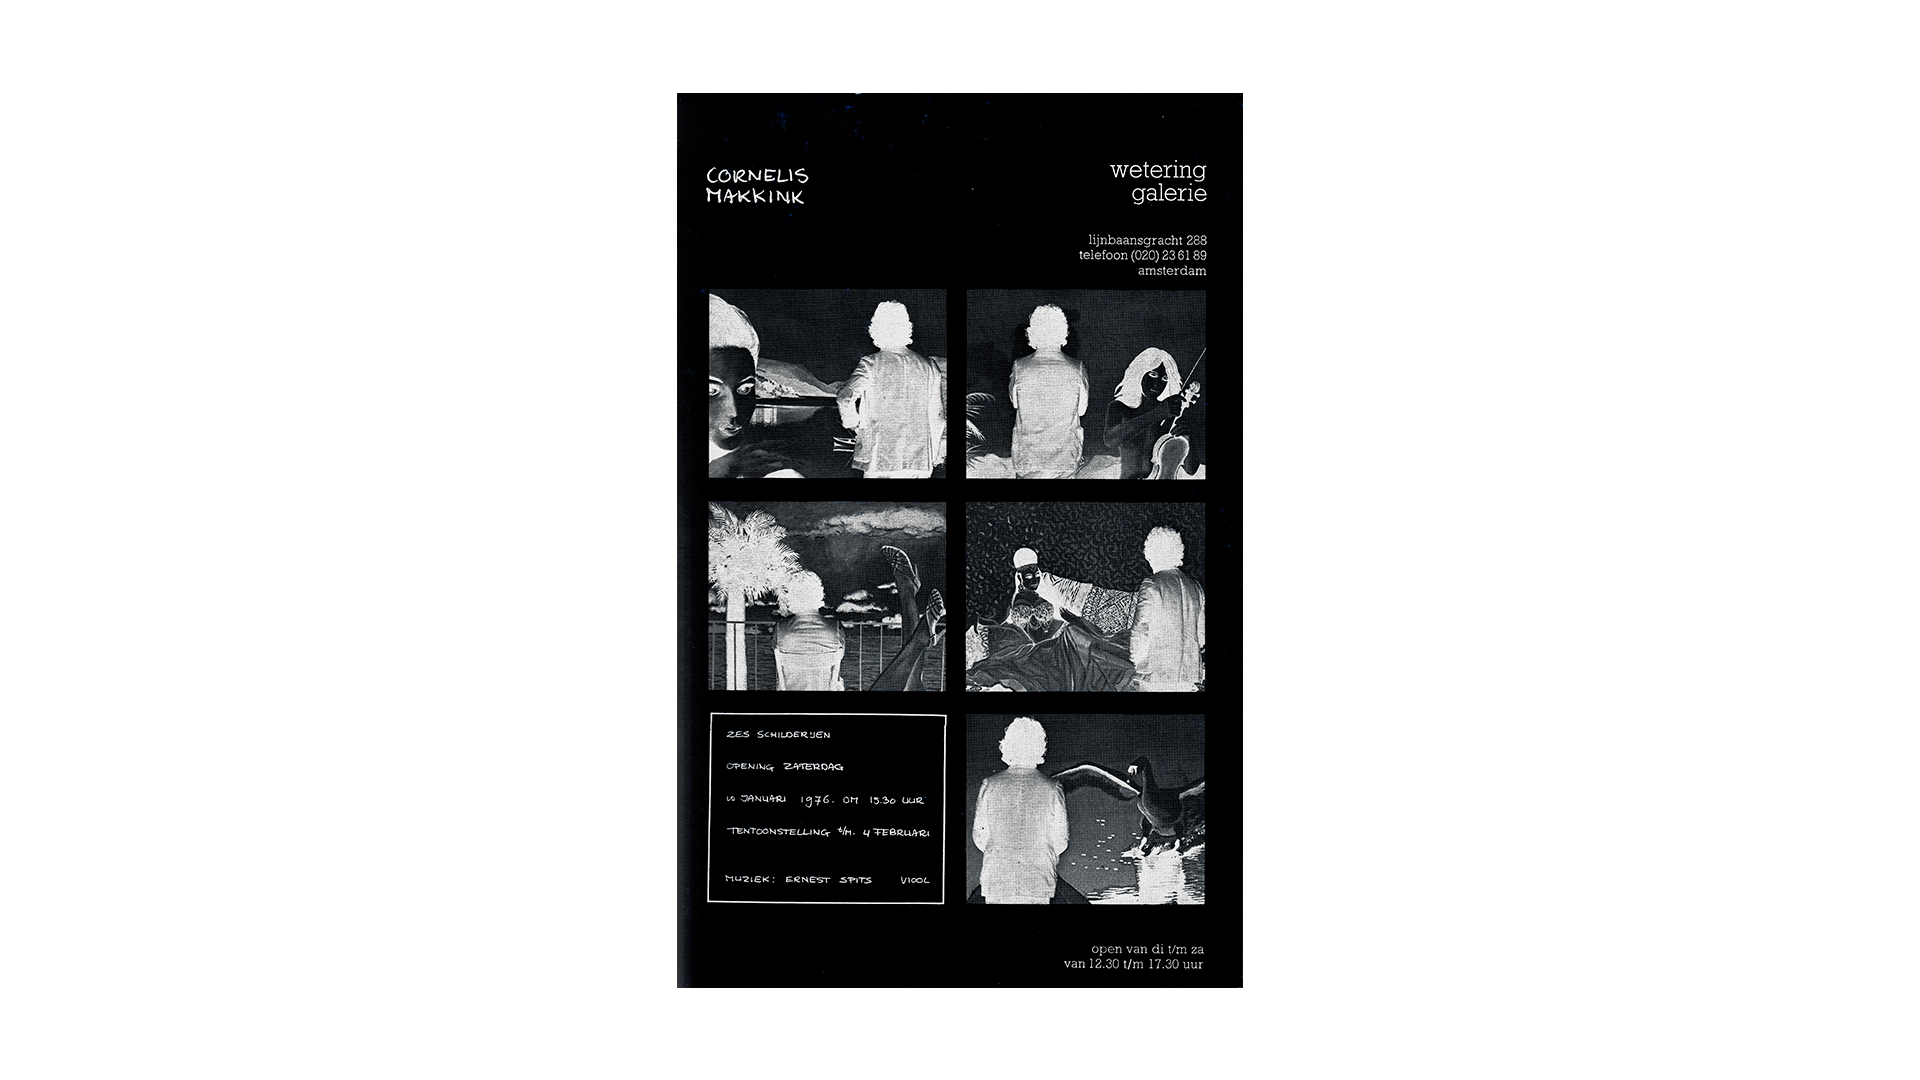 CORNELIS
MAKKINK
wetering
galerie
lijnbaansgracht 288
telefoon (020) 23 61 89
amsterdam
ZES SCHILDERIJEN
OPENING ZATERDAG
10 JANUARI 1976. OM 15.30 UUR
TENTOONSTELLING t/m. 4 FEBRUARI
MUZIEK: ERNEST SPITS VIOOL
open van di t/m za
van 12.30 t/m 17.30 uur